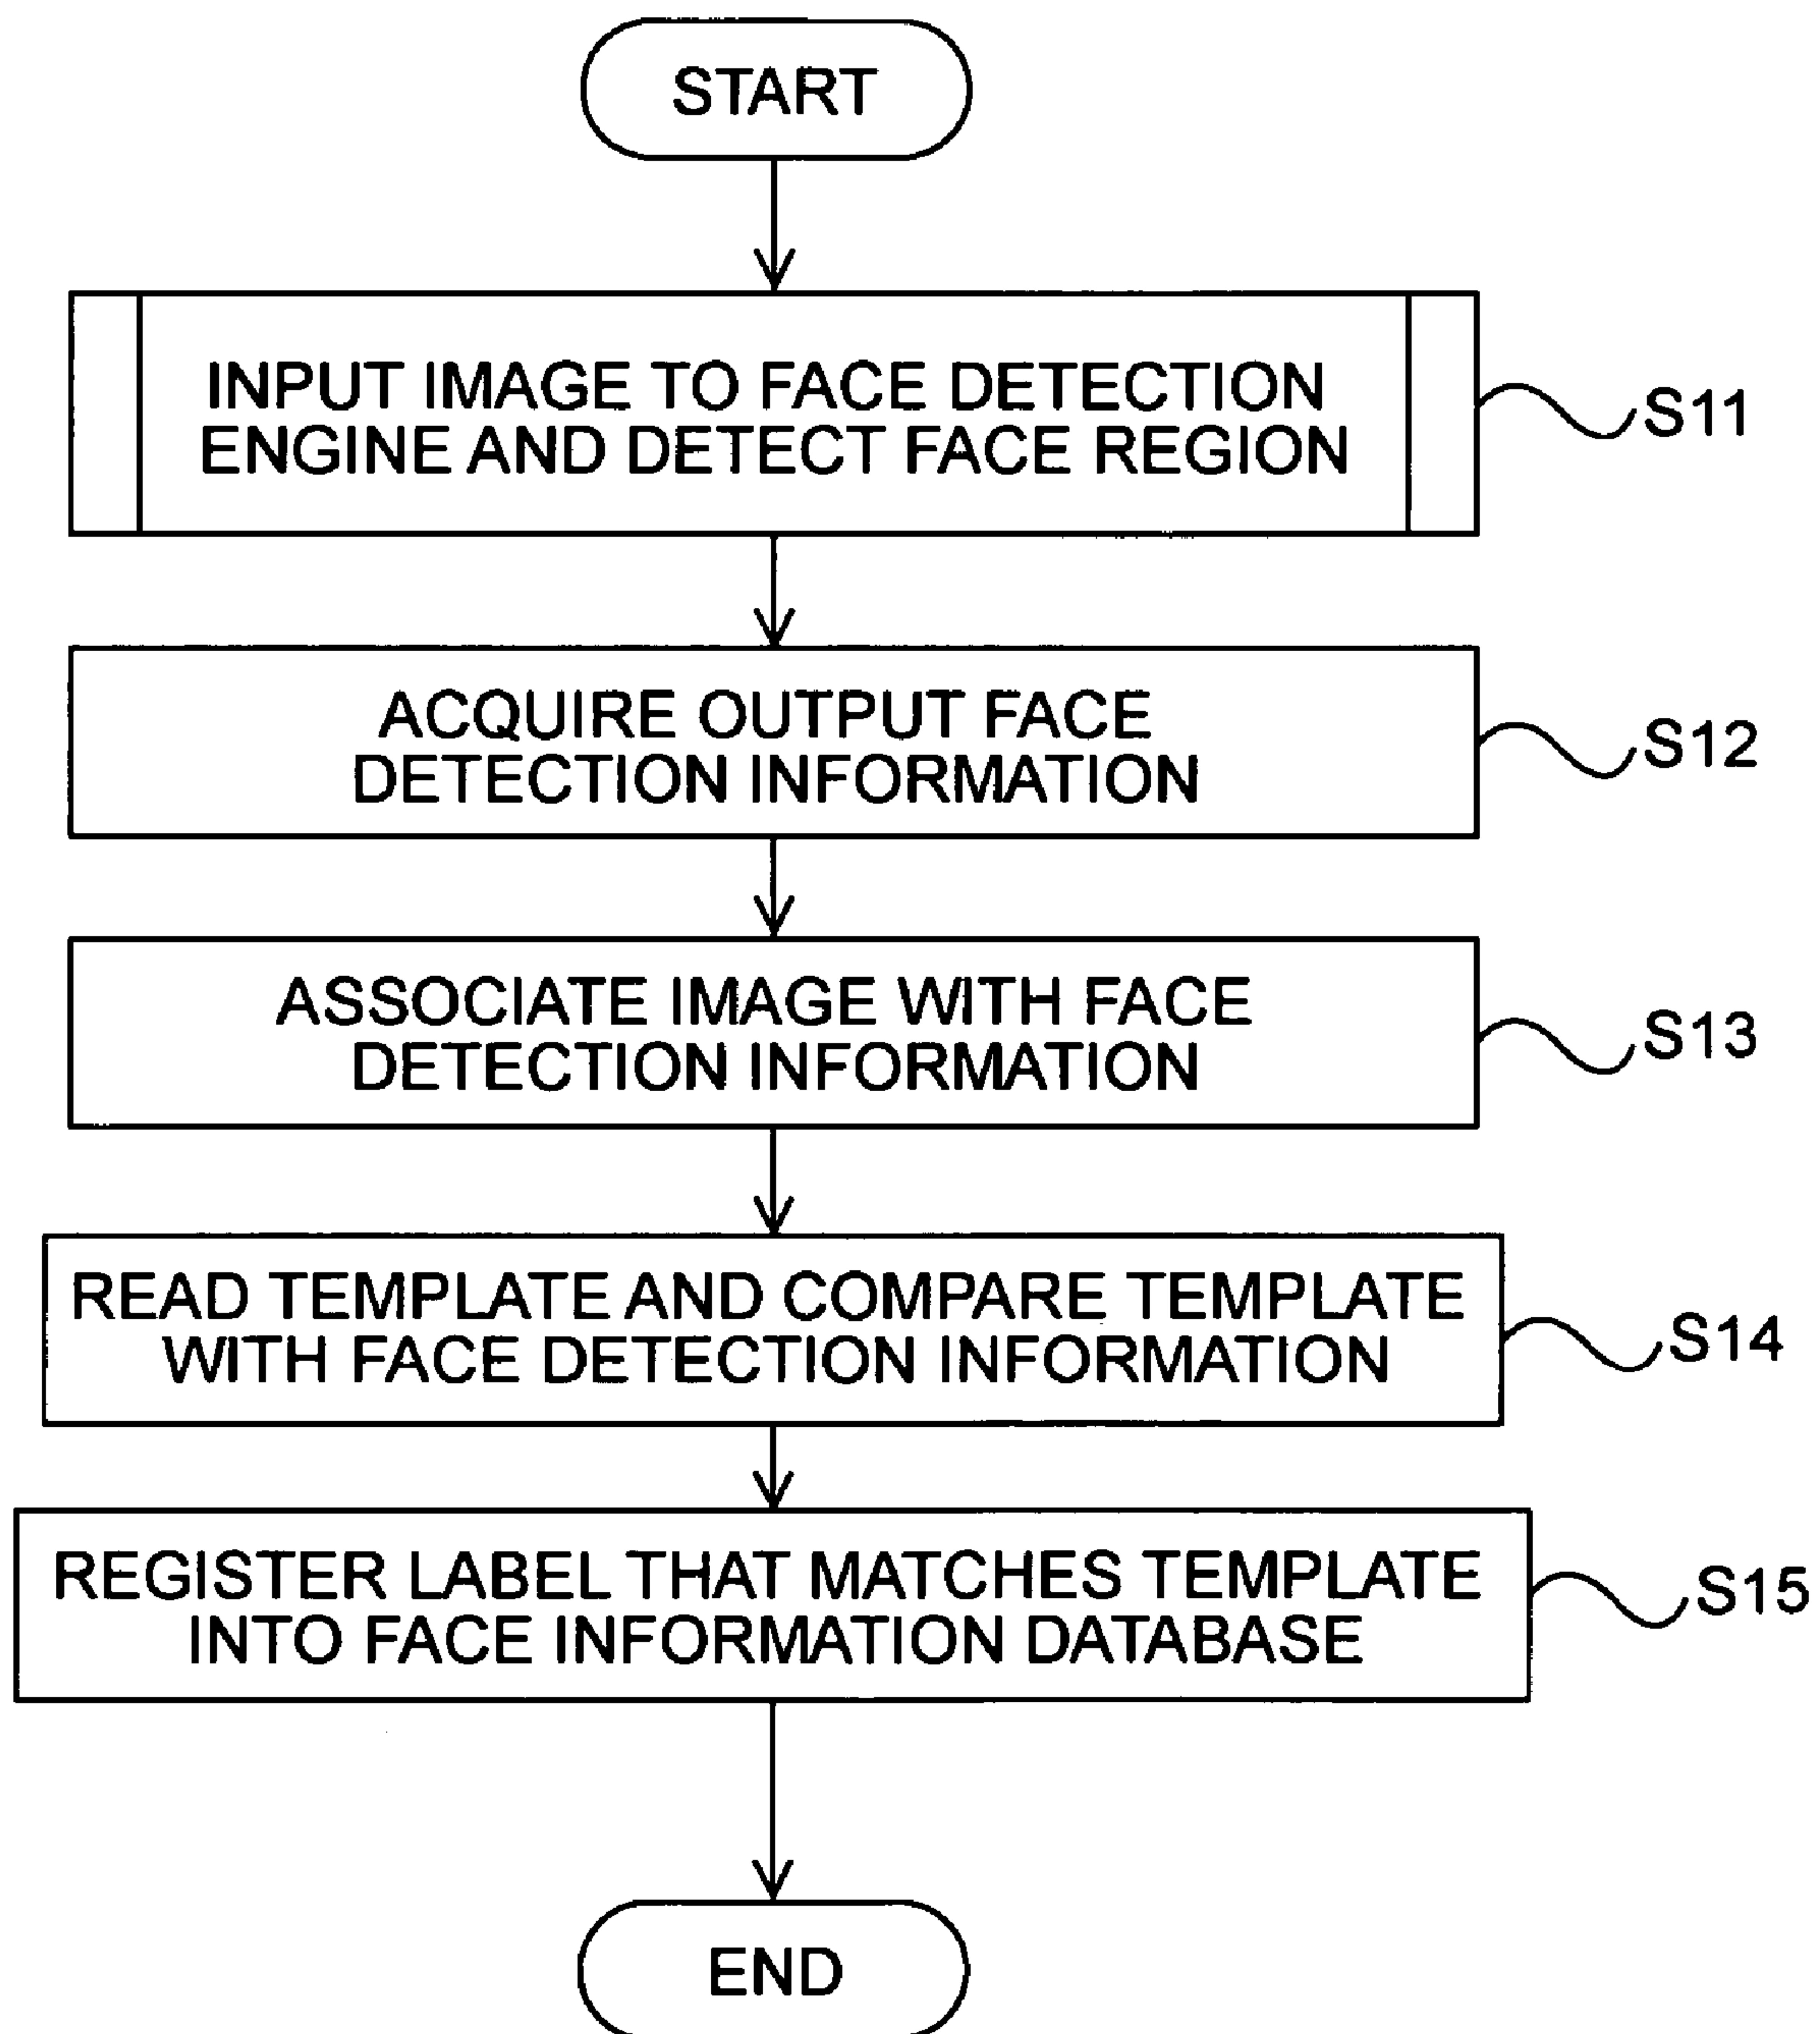 START
INPUT IMAGE TO FACE DETECTION
ENGINE AND DETECT FACE REGION
S11
ACQUIRE OUTPUT FACE
DETECTION INFORMATION
S12
ASSOCIATE IMAGE WITH FACE
DETECTION INFORMATION
S13
READ TEMPLATE AND COMPARE TEMPLATE
WITH FACE DETECTION INFORMATION
S14
REGISTER LABEL THAT MATCHES TEMPLATE
INTO FACE INFORMATION DATABASE
S15
END